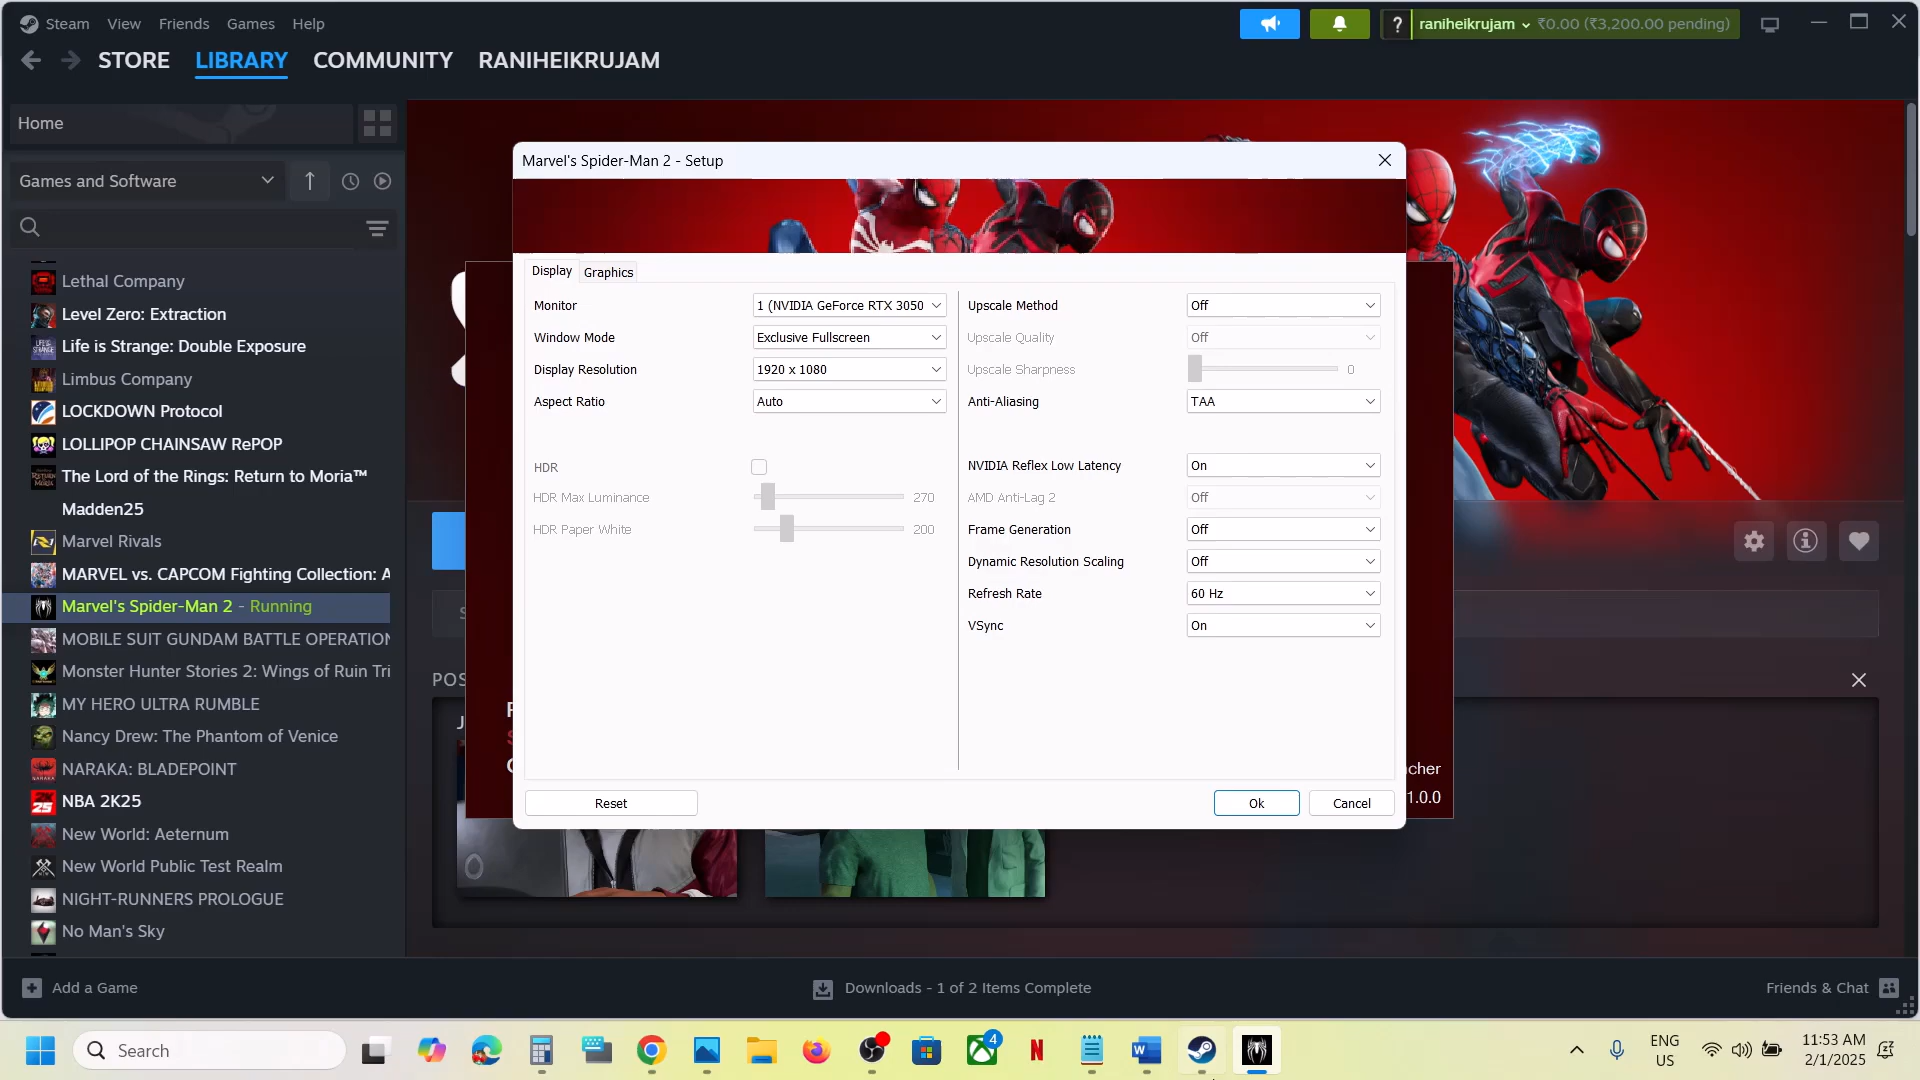 Steam View Friends Games Help
? raniheikrujam ₹0.00 (₹3,200.00 pending)
STORE LIBRARY COMMUNITY RANIHEIKRUJAM
Home
Games and Software
Lethal Company
Level Zero: Extraction
Life is Strange: Double Exposure
Limbus Company
LOCKDOWN Protocol
LOLLIPOP CHAINSAW RePOP
The Lord of the Rings: Return to Moria™
Madden25
Marvel Rivals
MARVEL vs. CAPCOM Fighting Collection: A
Marvel's Spider-Man 2 - Running
MOBILE SUIT GUNDAM BATTLE OPERATION
Monster Hunter Stories 2: Wings of Ruin Tri
MY HERO ULTRA RUMBLE
Nancy Drew: The Phantom of Venice
NARAKA: BLADEPOINT
NBA 2K25
New World: Aeternum
New World Public Test Realm
NIGHT-RUNNERS PROLOGUE
No Man's Sky
Marvel's Spider-Man 2 - Setup
Display Graphics
Monitor 1 (NVIDIA GeForce RTX 3050
Window Mode Exclusive Fullscreen
Display Resolution 1920 x 1080
Aspect Ratio Auto
HDR
HDR Max Luminance 270
HDR Paper White 200
Upscale Method Off
Upscale Quality Off
Upscale Sharpness 0
Anti-Aliasing TAA
NVIDIA Reflex Low Latency On
AMD Anti-Lag 2 Off
Frame Generation Off
Dynamic Resolution Scaling Off
Refresh Rate 60 Hz
VSync On
Reset Ok Cancel
POS
ncher
1.0.0
Add a Game
Downloads - 1 of 2 Items Complete
Friends & Chat
Search
4
ENG
US
11:53 AM
2/1/2025